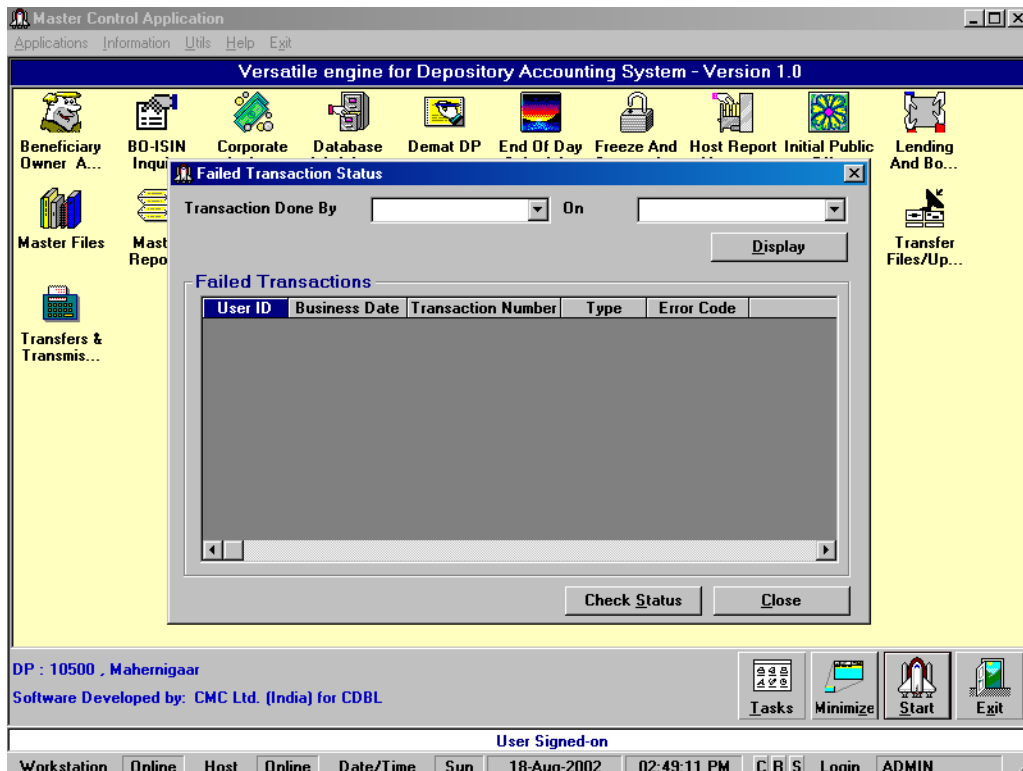 Master Control Application
Applications Information Utils Help Exit
Versatile engine for Depository Accounting System - Version 1.0
Beneficiary Owner A...
BO-ISIN Inqui
Corporate
Database
Demat DP
End Of Day
Freeze And
Host Report
Initial Public
Lending And Bo...
Master Files
Mast Repo
Transfer Files/Up...
Transfers & Transmis...
Failed Transaction Status
Transaction Done By On
Display
Failed Transactions
User ID Business Date Transaction Number Type Error Code
Check Status Close
DP : 10500 , Mahernigaar
Software Developed by: CMC Ltd. (India) for CDBL
Tasks Minimize Start Exit
User Signed-on
Workstation Online Host Online Date/Time Sun 18-Aug-2002 02:49:11 PM C R S Login ADMIN